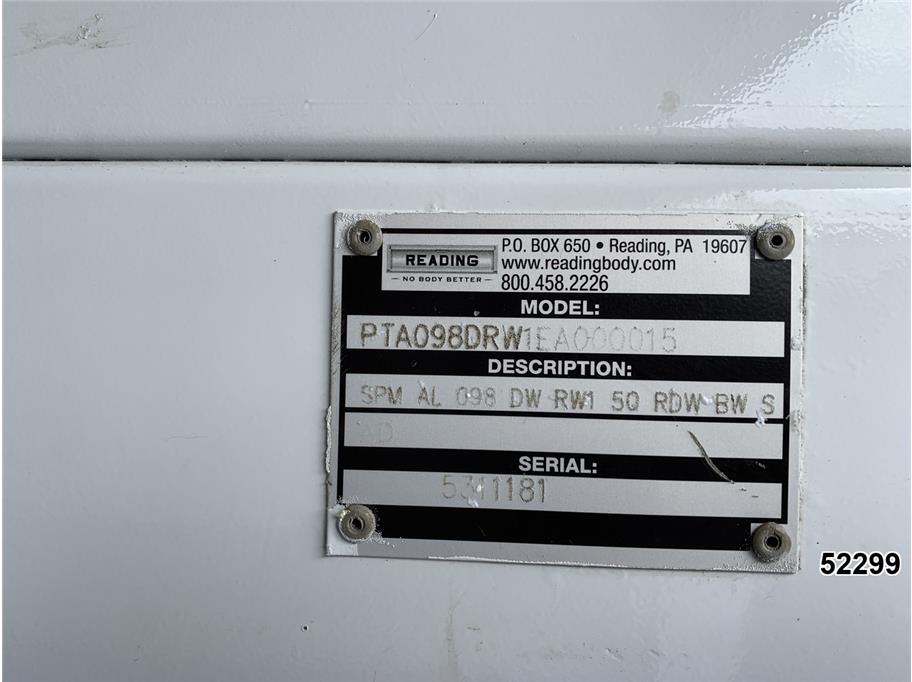 READING
NO BODY BETTER
P.O. BOX 650 • Reading, PA 19607
www.readingbody.com
800.458.2226
MODEL:
PTA098DRW1EA000015
DESCRIPTION:
SPM AL 098 DW RW1 50 RDW BW S
AD
SERIAL:
5311181
52299